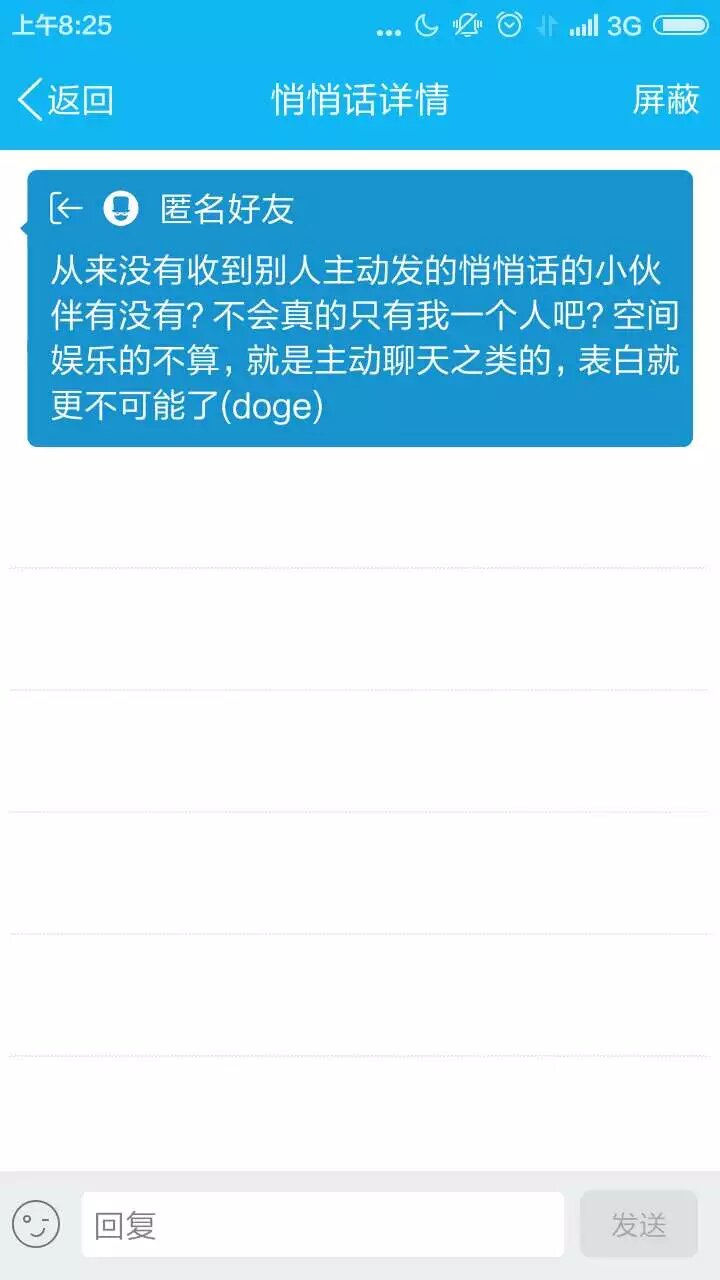 上午8:25
3G
返回
悄悄话详情
屏蔽
匿名好友
从来没有收到别人主动发的悄悄话的小伙
伴有没有?不会真的只有我一个人吧?空间
娱乐的不算,就是主动聊天之类的,表白就
更不可能了(doge)
回复
发送